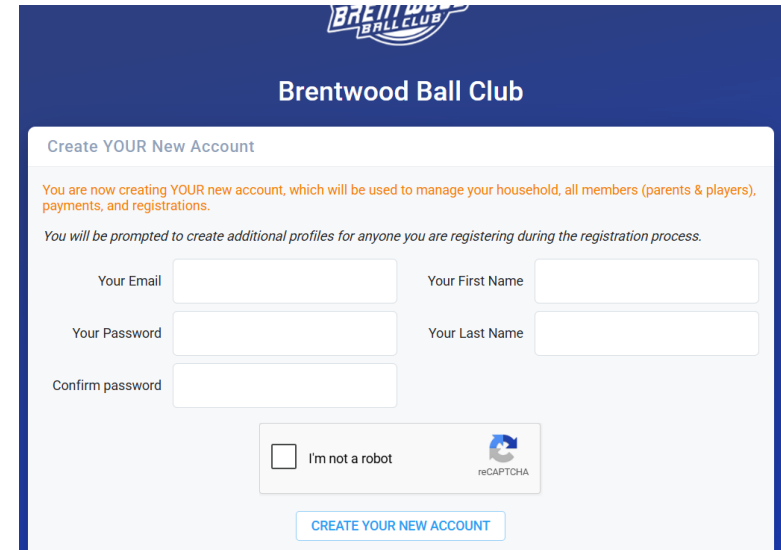 BRENTWOOD
BALL CLUB
Brentwood Ball Club
Create YOUR New Account
You are now creating YOUR new account, which will be used to manage your household, all members (parents & players),
payments, and registrations.
You will be prompted to create additional profiles for anyone you are registering during the registration process.
Your Email
Your First Name
Your Password
Your Last Name
Confirm password
I'm not a robot
reCAPTCHA
CREATE YOUR NEW ACCOUNT